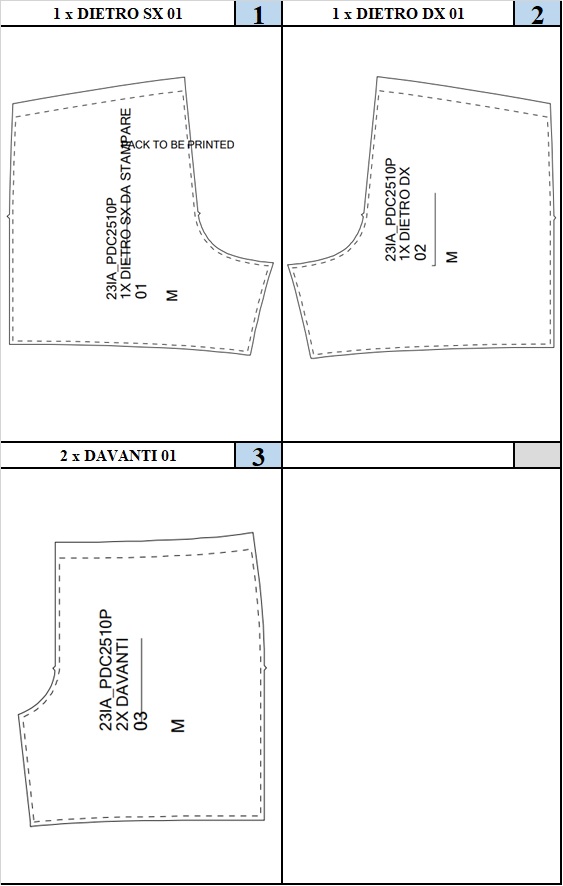 1 x DIETRO SX 01
1
1 x DIETRO DX 01
2
BACK TO BE PRINTED
23IA_PDC2510P
1X DIETRO SX DA STAMPARE
01
M
23IA_PDC2510P
1X DIETRO DX
02
M
2 x DAVANTI 01
3
23IA_PDC2510P
2X DAVANTI
03
M